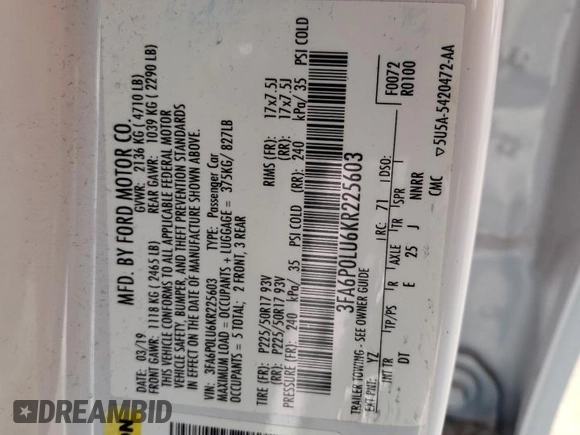 MFD. BY FORD MOTOR CO.
03/19 GVWR: 2136 KG ( 4710 LB)
FRONT GAWR: 1118 KG ( 2465 LB) REAR GAWR: 1039 KG ( 2290 LB)
THIS VEHICLE CONFORMS TO ALL APPLICABLE FEDERAL MOTOR
VEHICLE SAFETY, BUMPER, AND THEFT PREVENTION STANDARDS
IN EFFECT ON THE DATE OF MANUFACTURE SHOWN ABOVE.
VIN: 3FA6P0LU6KR225603 TYPE: Passenger Car
MAXIMUM LOAD = OCCUPANTS + LUGGAGE = 375KG/ 827LB
OCCUPANTS = 5 TOTAL: 2 FRONT, 3 REAR
TIRE (FR): P225/50R17 93V RIMS (FR): 17x7.5J
(RR): P225/50R17 93V (RR): 17x7.5J
PRESSURE (FR): 240 kPa/ 35 PSI COLD (RR): 240 kPa/ 35 PSI COLD
3FA6P0LU6KR225603
TRAILER TOWING - SEE OWNER GUIDE
F0072
R0100
EXT PNT: YZ RC: 71 DSO:
INT TR TP/PS R AXLE TR SPR
DT E 25 J NNRR
CMC
5U5A-5420472-AA
DREAMBID